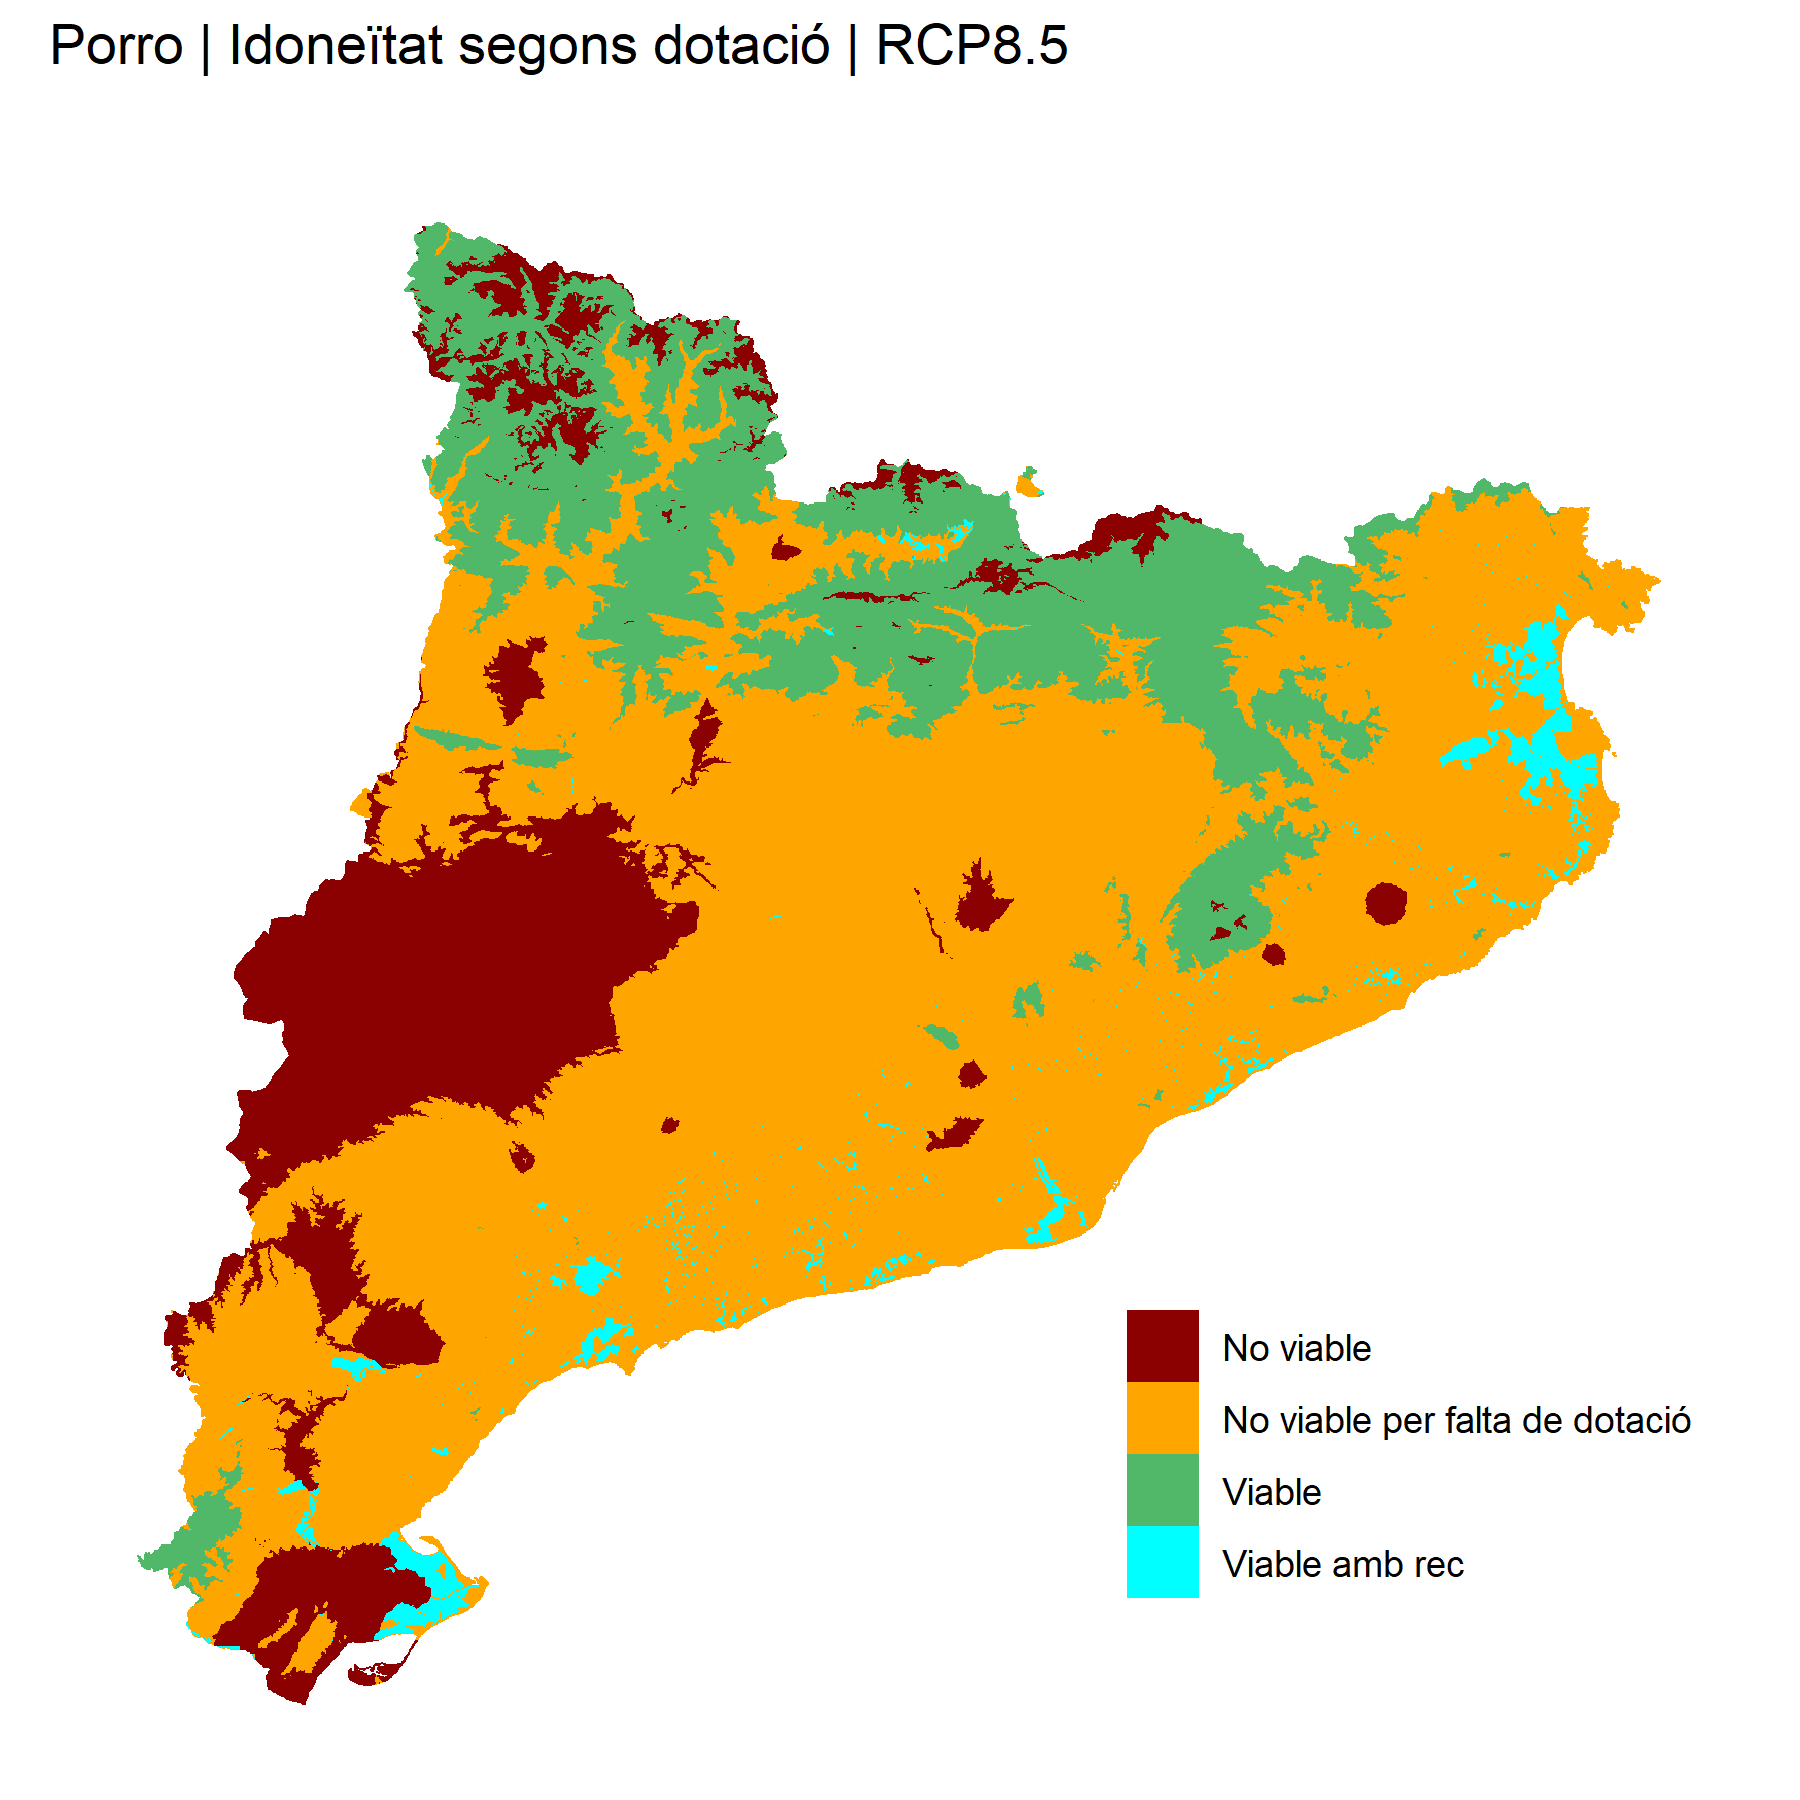 Porro | Idoneïtat segons dotació | RCP8.5
No viable
No viable per falta de dotació
Viable
Viable amb rec